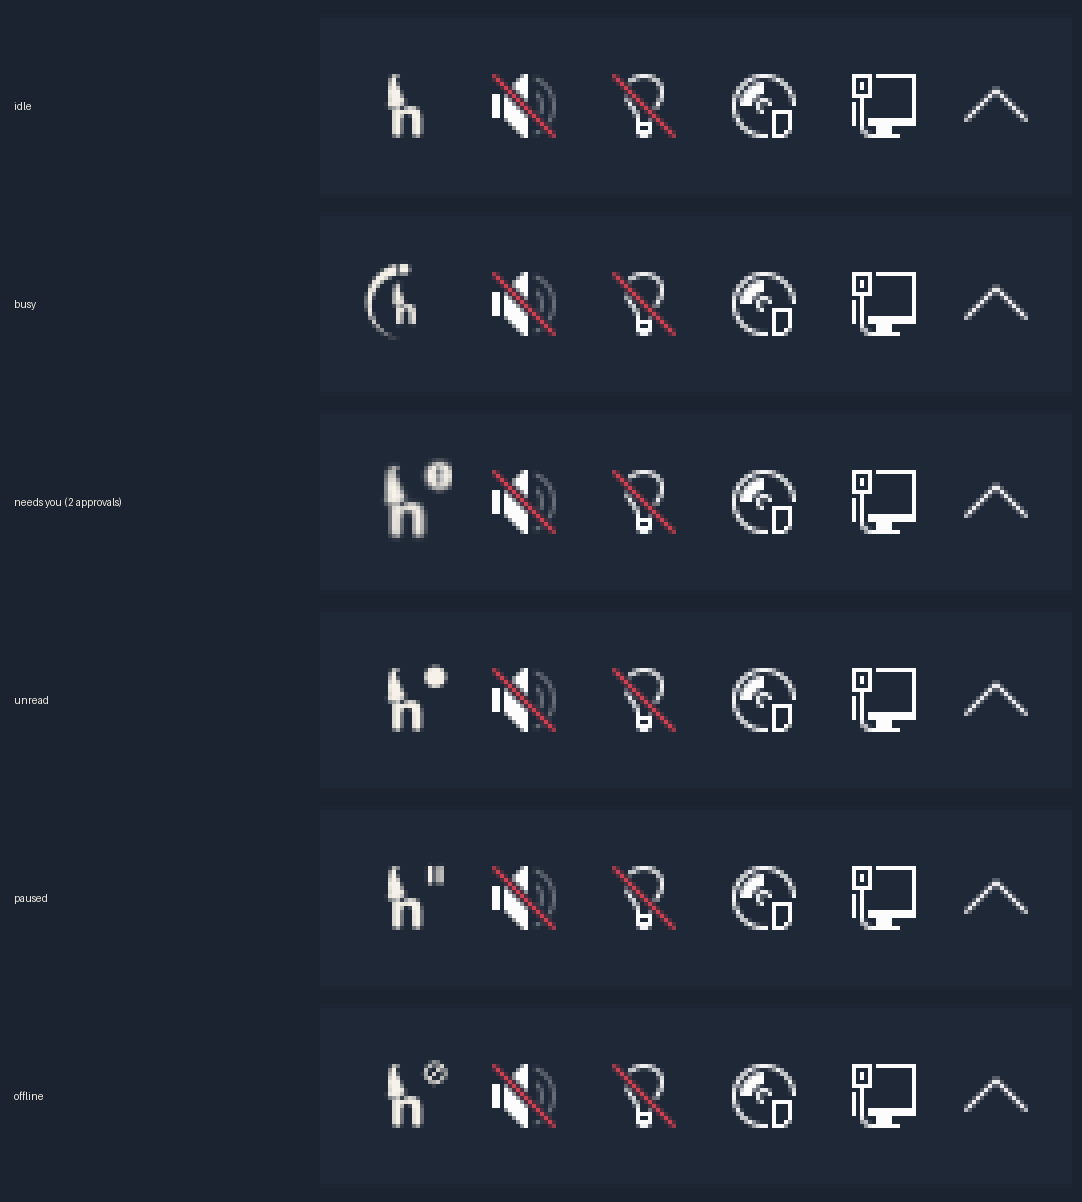 idle
busy
needs you (2 approvals)
unread
paused
offline